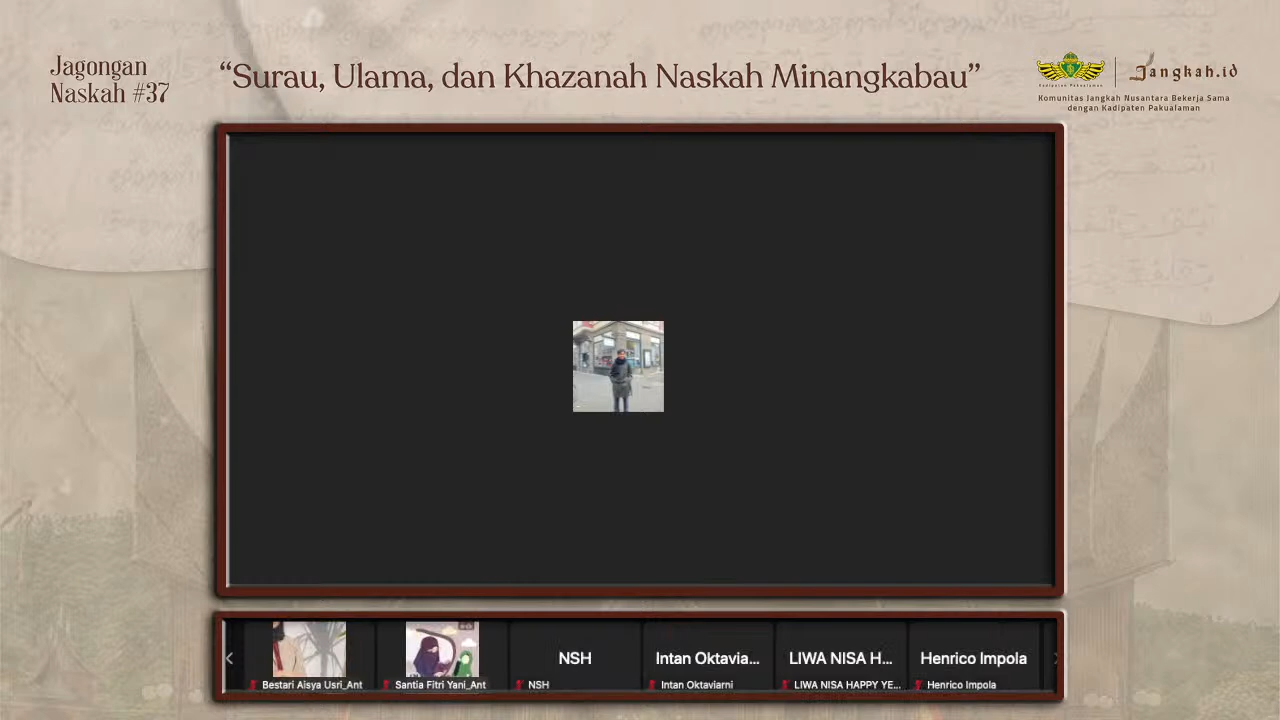 Jagongan
Naskah #37
“Surau, Ulama, dan Khazanah Naskah Minangkabau”
Kadipaten Pakualaman
Jangkah.id
Komunitas Jangkah Nusantara Bekerja Sama
dengan Kadipaten Pakualaman
NSH
Intan Oktavia...
LIWA NISA H...
Henrico Impola
Bestari Aisya Usri_Ant
Santia Fitri Yani_Ant
NSH
Intan Oktaviarni
LIWA NISA HAPPY YE...
Henrico Impola